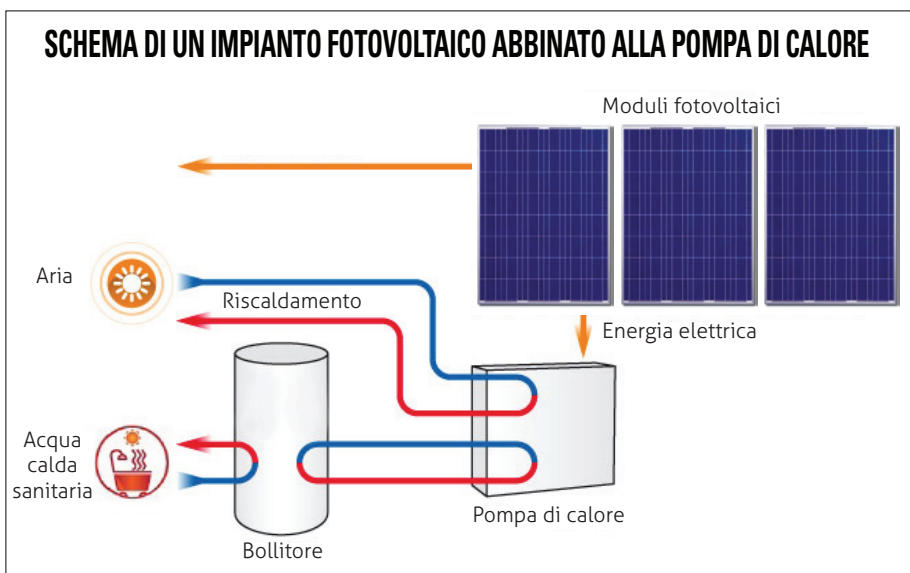 SCHEMA DI UN IMPIANTO FOTOVOLTAICO ABBINATO ALLA POMPA DI CALORE
Moduli fotovoltaici
Aria
Riscaldamento
Energia elettrica
Acqua
calda
sanitaria
Pompa di calore
Bollitore